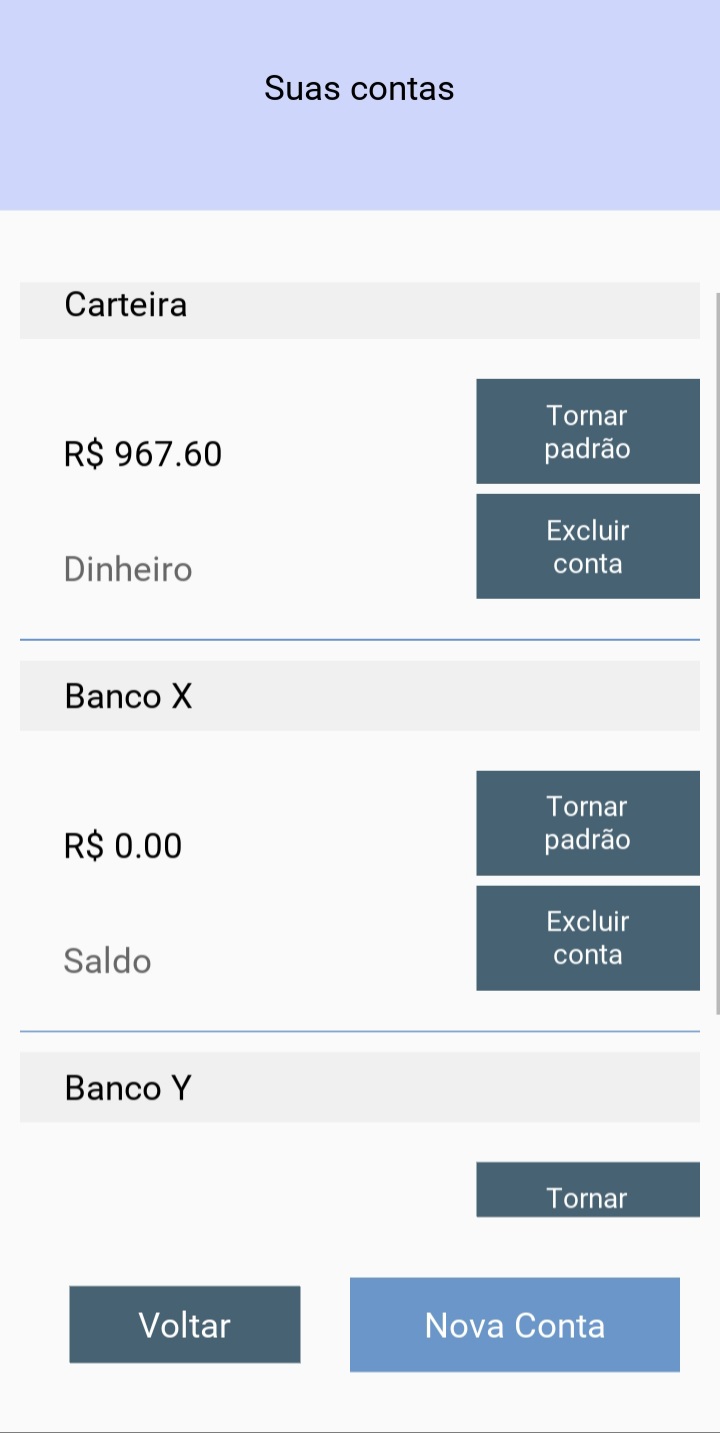 Suas contas
Carteira
R$ 967.60
Tornar
padrão
Dinheiro
Excluir
conta
Banco X
R$ 0.00
Tornar
padrão
Saldo
Excluir
conta
Banco Y
Tornar
Voltar
Nova Conta